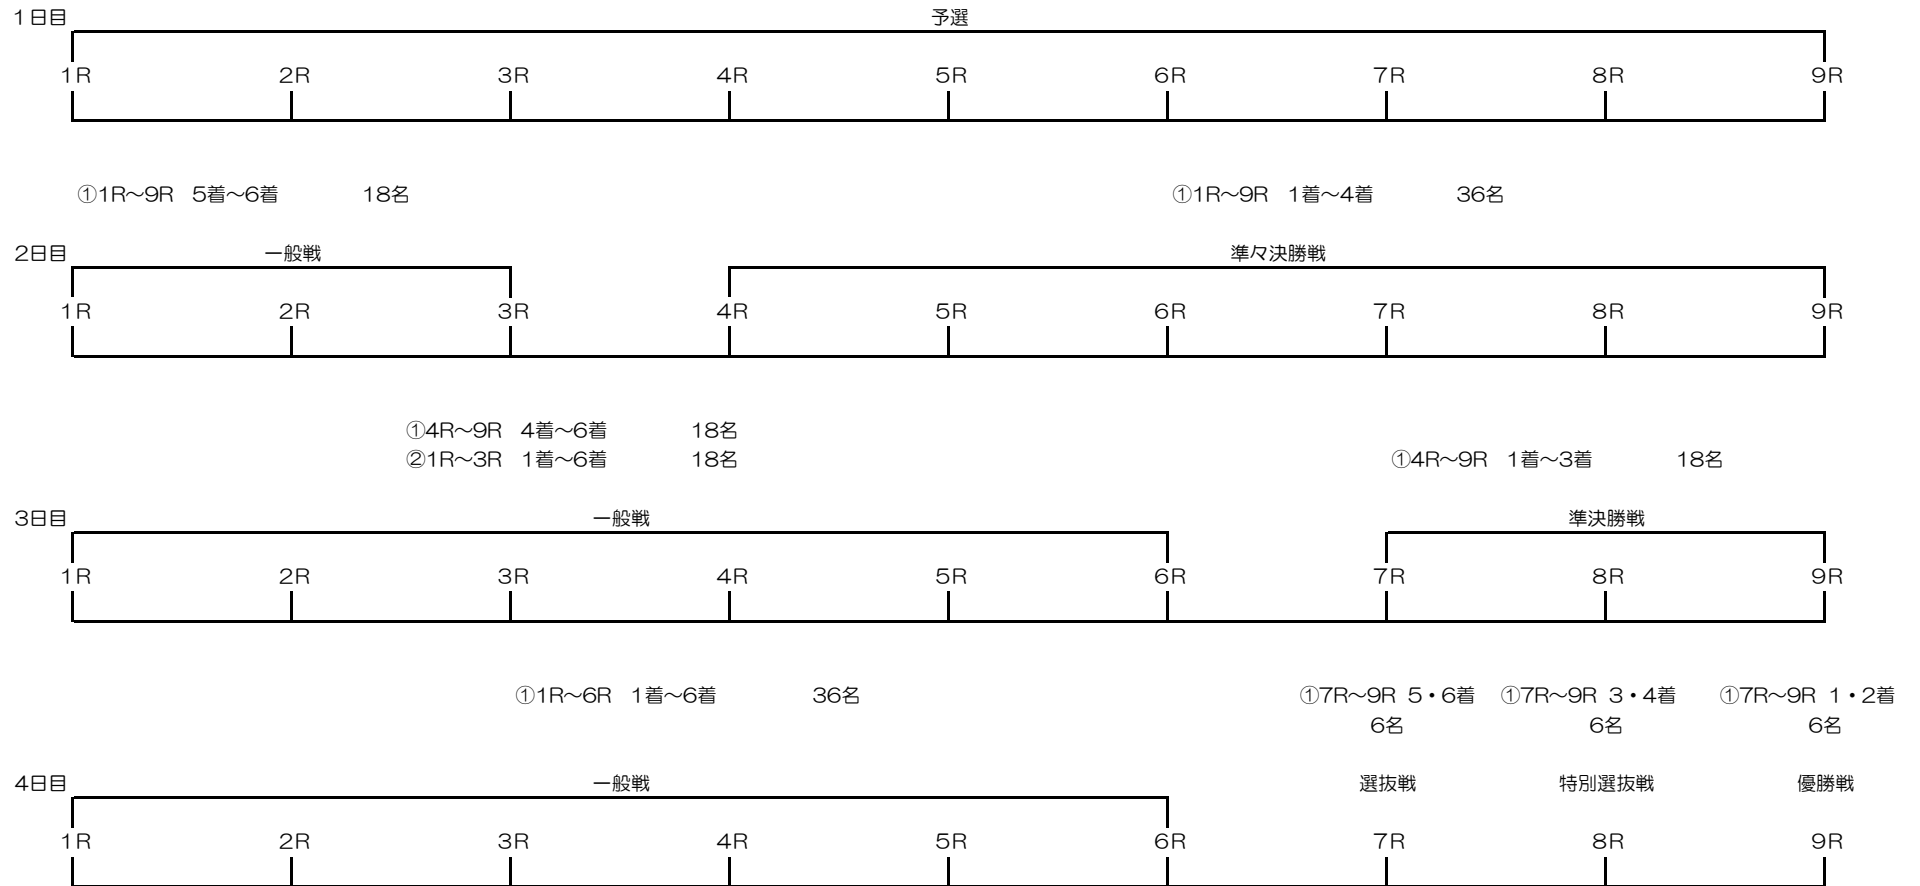 1日目 予選
1R 2R 3R 4R 5R 6R 7R 8R 9R
①1R～9R 5着～6着 18名 ①1R～9R 1着～4着 36名
2日目 一般戦 準々決勝戦
1R 2R 3R 4R 5R 6R 7R 8R 9R
①4R～9R 4着～6着 18名
②1R～3R 1着～6着 18名 ①4R～9R 1着～3着 18名
3日目 一般戦 準決勝戦
1R 2R 3R 4R 5R 6R 7R 8R 9R
①1R～6R 1着～6着 36名 ①7R～9R 5・6着 ①7R～9R 3・4着 ①7R～9R 1・2着
6名 6名 6名
4日目 一般戦 選抜戦 特別選抜戦 優勝戦
1R 2R 3R 4R 5R 6R 7R 8R 9R